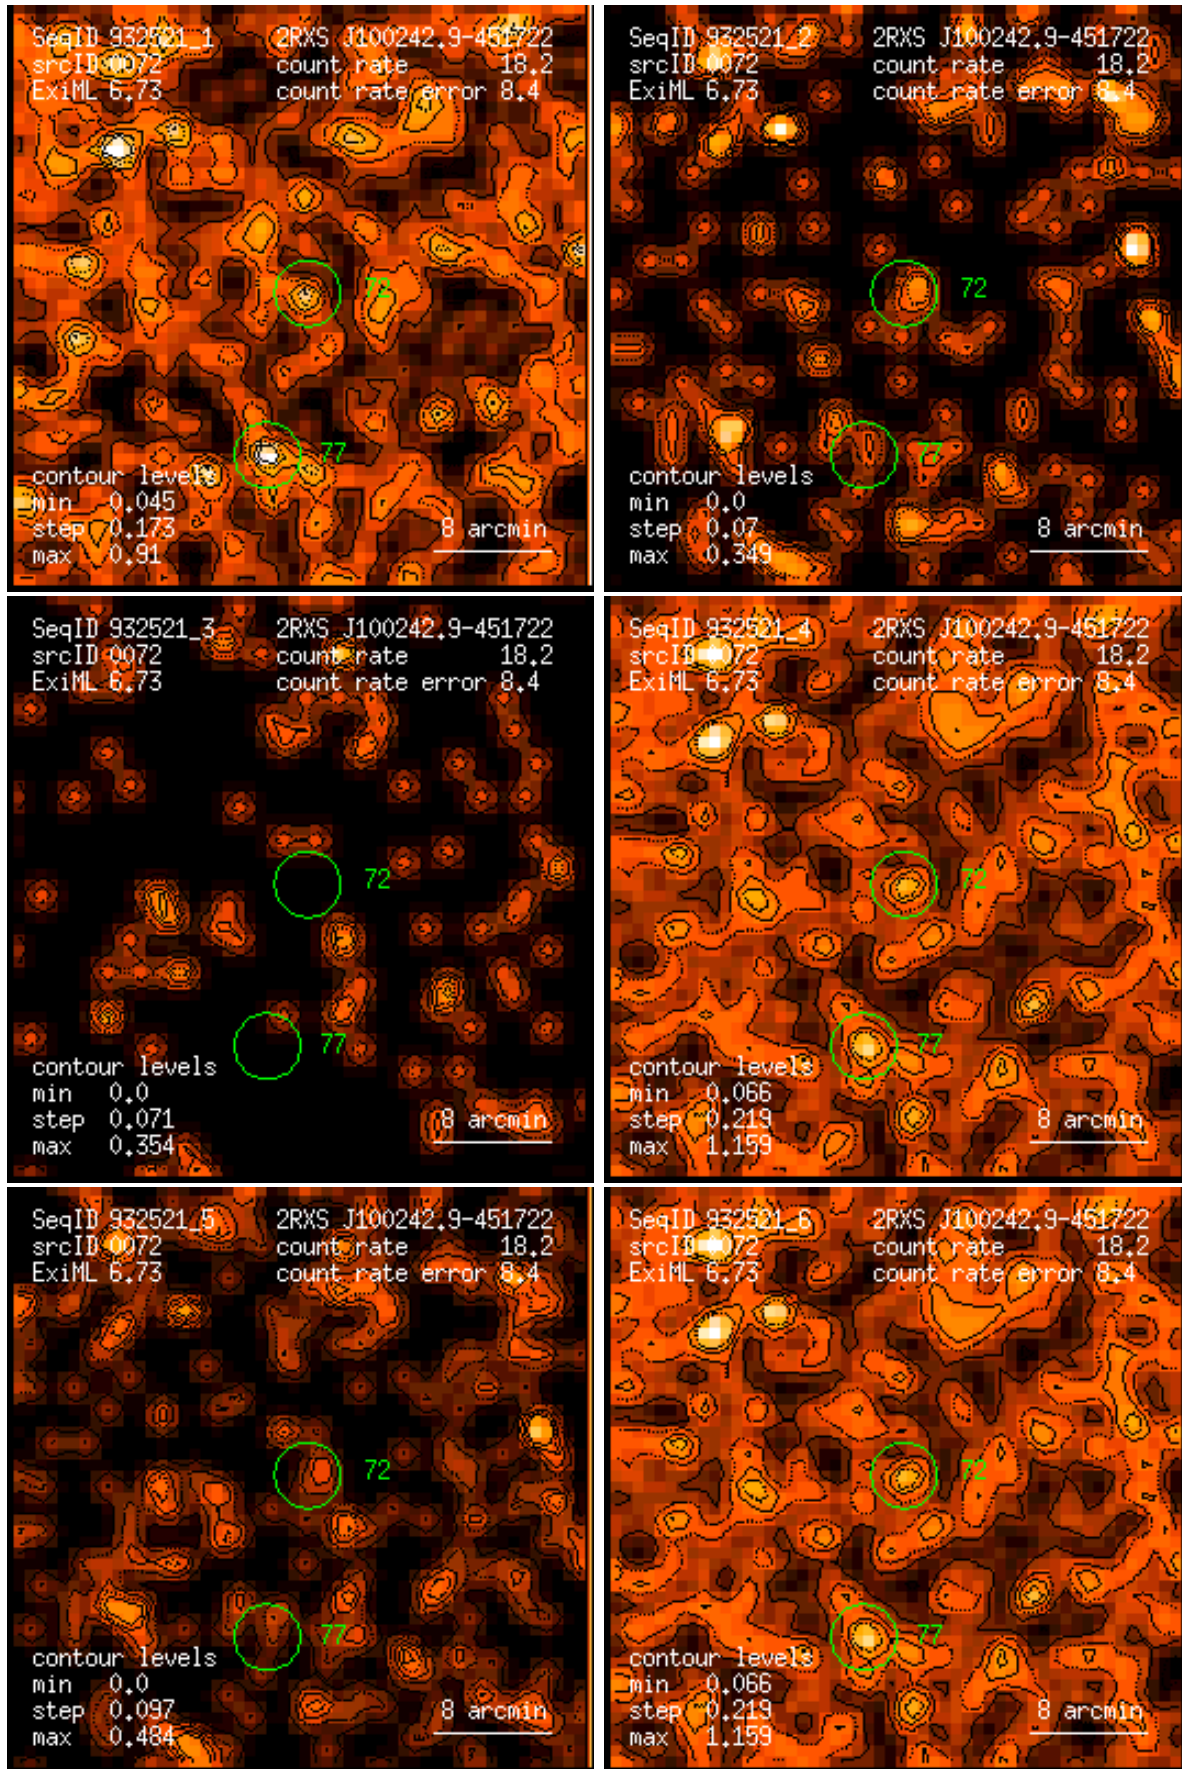 SeqID 932521_1 2RXS J100242.9-451722
srcID 0072 count rate 18.2
ExiML 6.73 count rate error 8.4
72
77
contour levels
min 0.045
step 0.173 8 arcmin
max 0.91
SeqID 932521_2 2RXS J100242.9-451722
srcID 0072 count rate 18.2
ExiML 6.73 count rate error 8.4
72
77
contour levels
min 0.0
step 0.07 8 arcmin
max 0.349
SeqID 932521_3 2RXS J100242.9-451722
srcID 0072 count rate 18.2
ExiML 6.73 count rate error 8.4
72
77
contour levels
min 0.0
step 0.071 8 arcmin
max 0.354
SeqID 932521_4 2RXS J100242.9-451722
srcID 0072 count rate 18.2
ExiML 6.73 count rate error 8.4
72
77
contour levels
min 0.066
step 0.219 8 arcmin
max 1.159
SeqID 932521_5 2RXS J100242.9-451722
srcID 0072 count rate 18.2
ExiML 6.73 count rate error 8.4
72
77
contour levels
min 0.0
step 0.097 8 arcmin
max 0.484
SeqID 932521_6 2RXS J100242.9-451722
srcID 0072 count rate 18.2
ExiML 6.73 count rate error 8.4
72
77
contour levels
min 0.066
step 0.219 8 arcmin
max 1.159